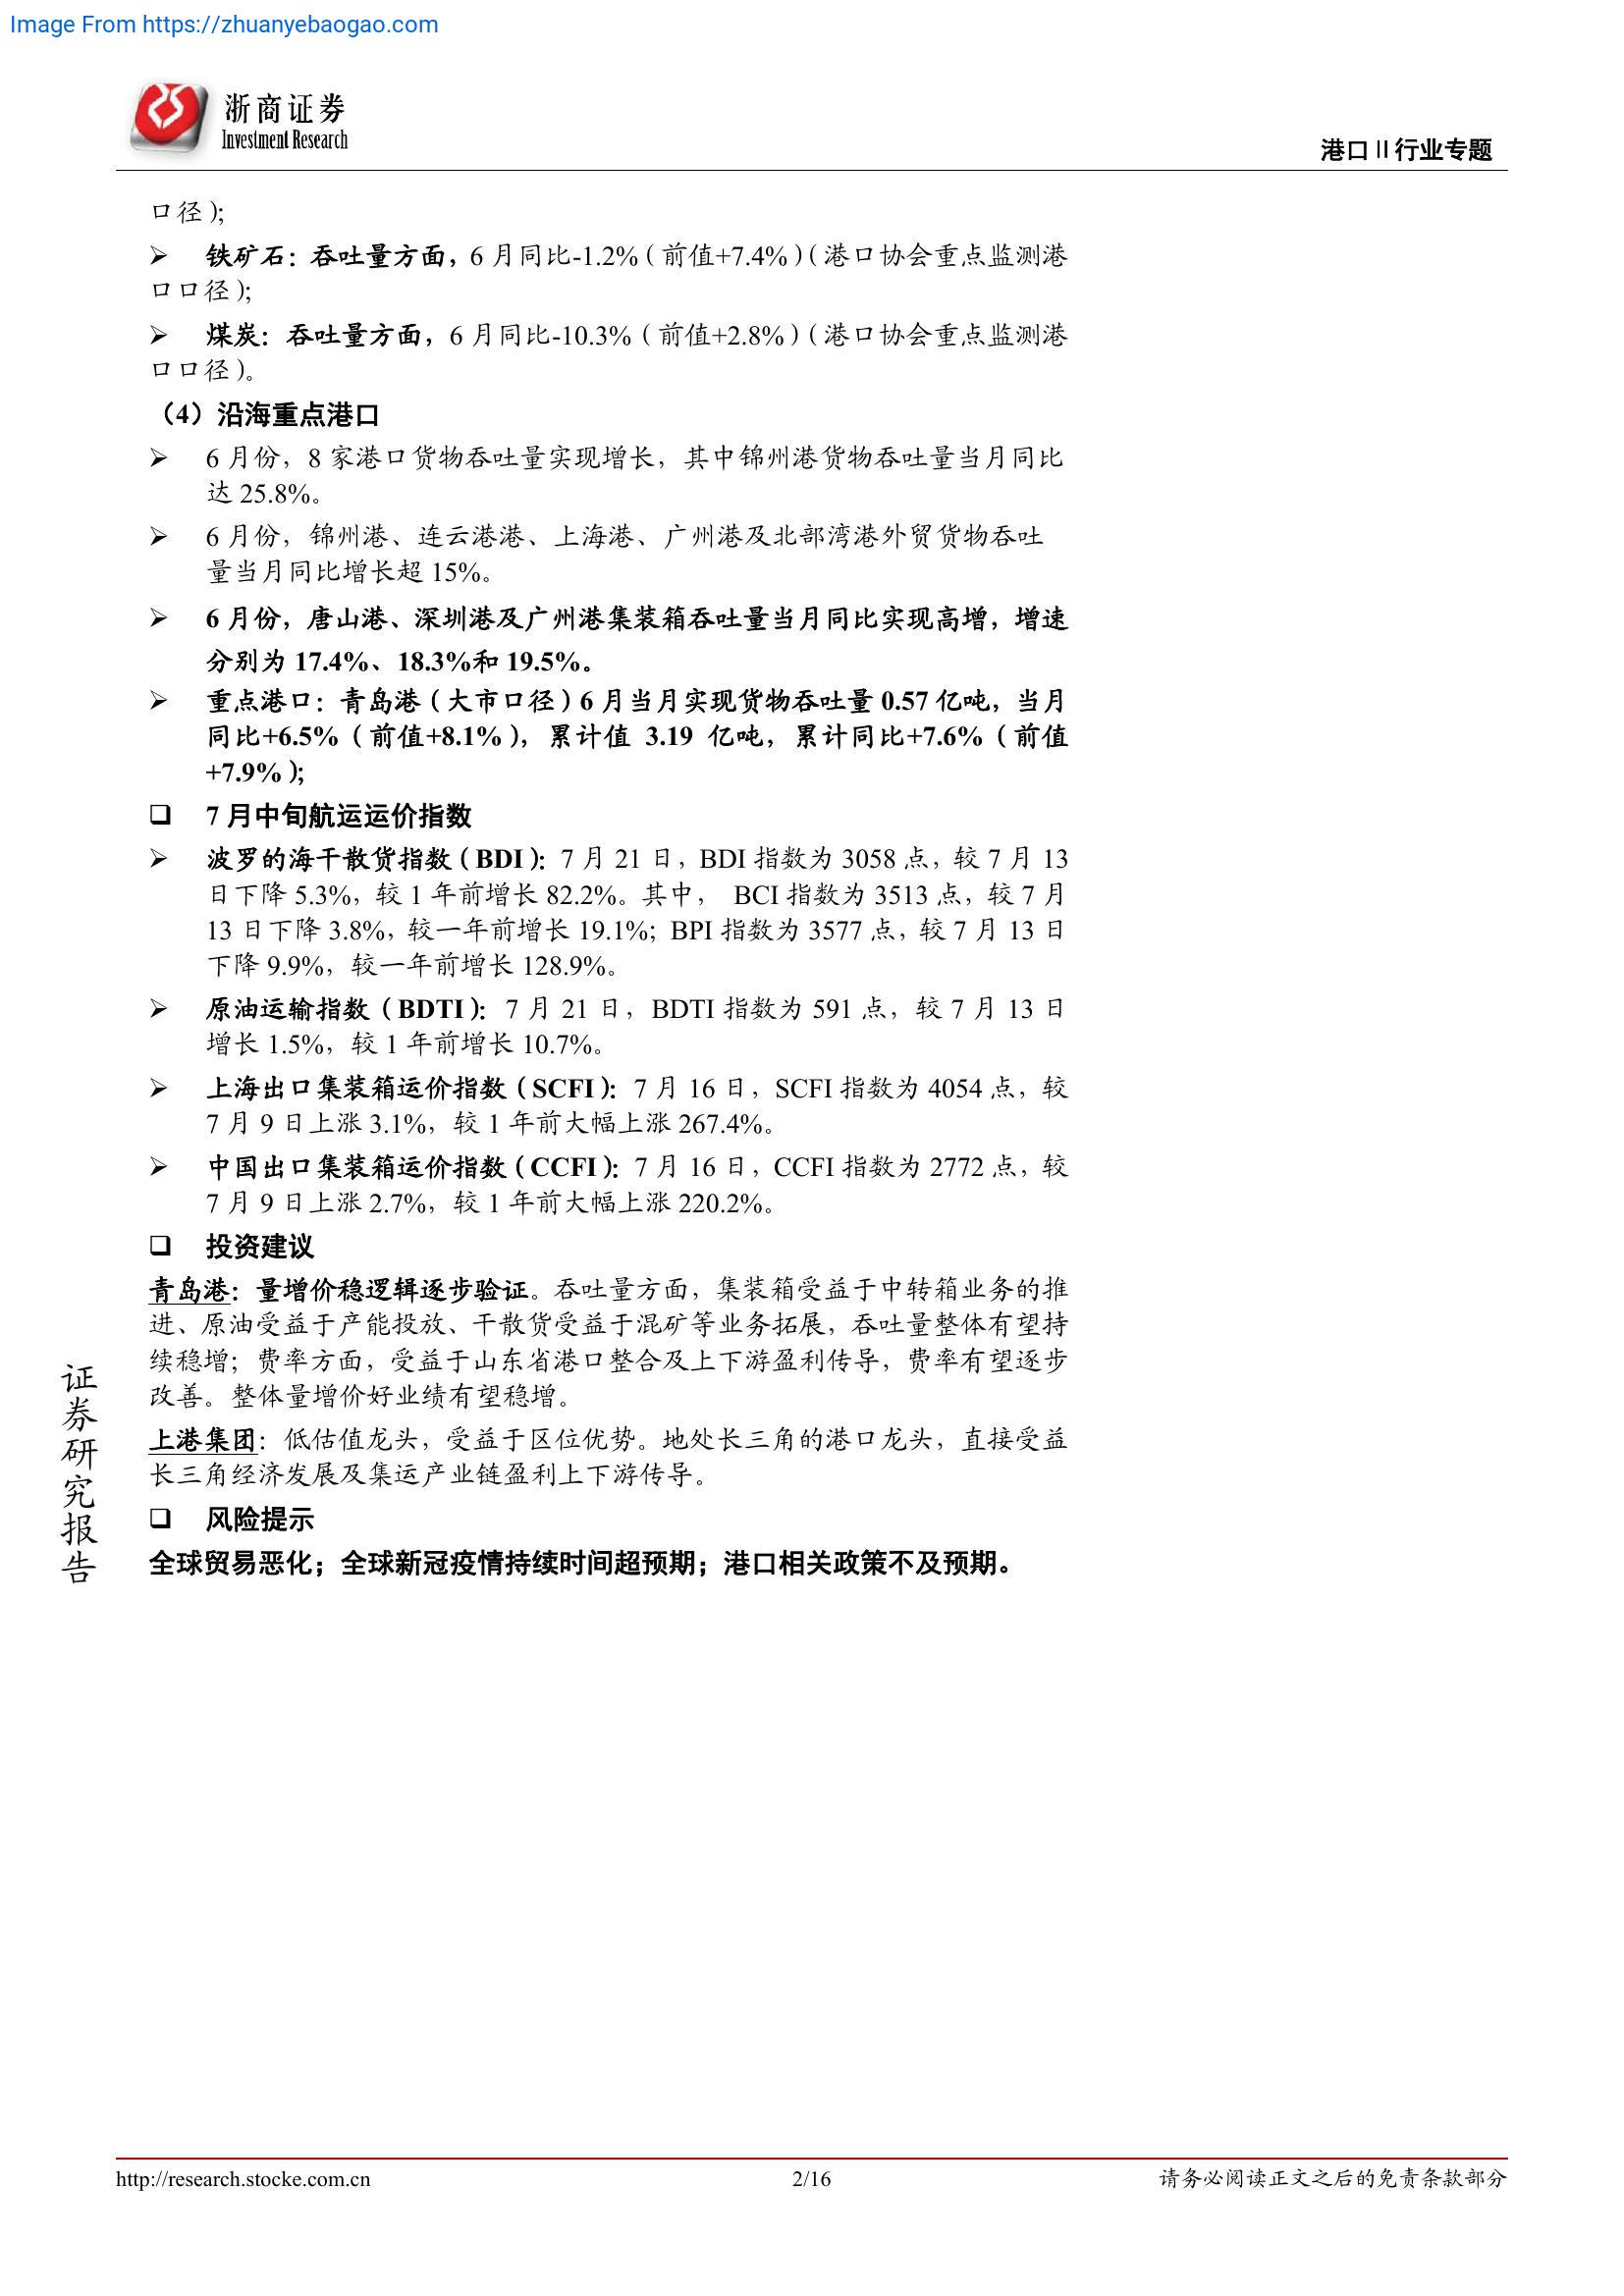 Image From https://zhuanyebaogao.com
浙商证券
Investment Research
港口Ⅱ行业专题
口径);
➢ 铁矿石：吞吐量方面，6 月同比-1.2%（前值+7.4%）（港口协会重点监测港
口口径);
➢ 煤炭：吞吐量方面，6 月同比-10.3%（前值+2.8%）（港口协会重点监测港
口口径)。
（4）沿海重点港口
➢ 6 月份，8 家港口货物吞吐量实现增长，其中锦州港货物吞吐量当月同比
达 25.8%。
➢ 6 月份，锦州港、连云港港、上海港、广州港及北部湾港外贸货物吞吐
量当月同比增长超 15%。
➢ 6 月份，唐山港、深圳港及广州港集装箱吞吐量当月同比实现高增，增速
分别为 17.4%、18.3%和 19.5%。
➢ 重点港口：青岛港（大市口径）6 月当月实现货物吞吐量 0.57 亿吨，当月
同比+6.5%（前值+8.1%），累计值 3.19 亿吨，累计同比+7.6%（前值
+7.9%);
❑ 7 月中旬航运运价指数
➢ 波罗的海干散货指数（BDI）：7 月 21 日，BDI 指数为 3058 点，较 7 月 13
日下降 5.3%，较 1 年前增长 82.2%。其中， BCI 指数为 3513 点，较 7 月
13 日下降 3.8%，较一年前增长 19.1%；BPI 指数为 3577 点，较 7 月 13 日
下降 9.9%，较一年前增长 128.9%。
➢ 原油运输指数（BDTI）：7 月 21 日，BDTI 指数为 591 点，较 7 月 13 日
增长 1.5%，较 1 年前增长 10.7%。
➢ 上海出口集装箱运价指数（SCFI）：7 月 16 日，SCFI 指数为 4054 点，较
7 月 9 日上涨 3.1%，较 1 年前大幅上涨 267.4%。
➢ 中国出口集装箱运价指数（CCFI）：7 月 16 日，CCFI 指数为 2772 点，较
7 月 9 日上涨 2.7%，较 1 年前大幅上涨 220.2%。
❑ 投资建议
青岛港：量增价稳逻辑逐步验证。吞吐量方面，集装箱受益于中转箱业务的推
进、原油受益于产能投放、干散货受益于混矿等业务拓展，吞吐量整体有望持
续稳增；费率方面，受益于山东省港口整合及上下游盈利传导，费率有望逐步
改善。整体量增价好业绩有望稳增。
上港集团：低估值龙头，受益于区位优势。地处长三角的港口龙头，直接受益
长三角经济发展及集运产业链盈利上下游传导。
❑ 风险提示
全球贸易恶化；全球新冠疫情持续时间超预期；港口相关政策不及预期。
证券研究报告
http://research.stocke.com.cn
2/16
请务必阅读正文之后的免责条款部分